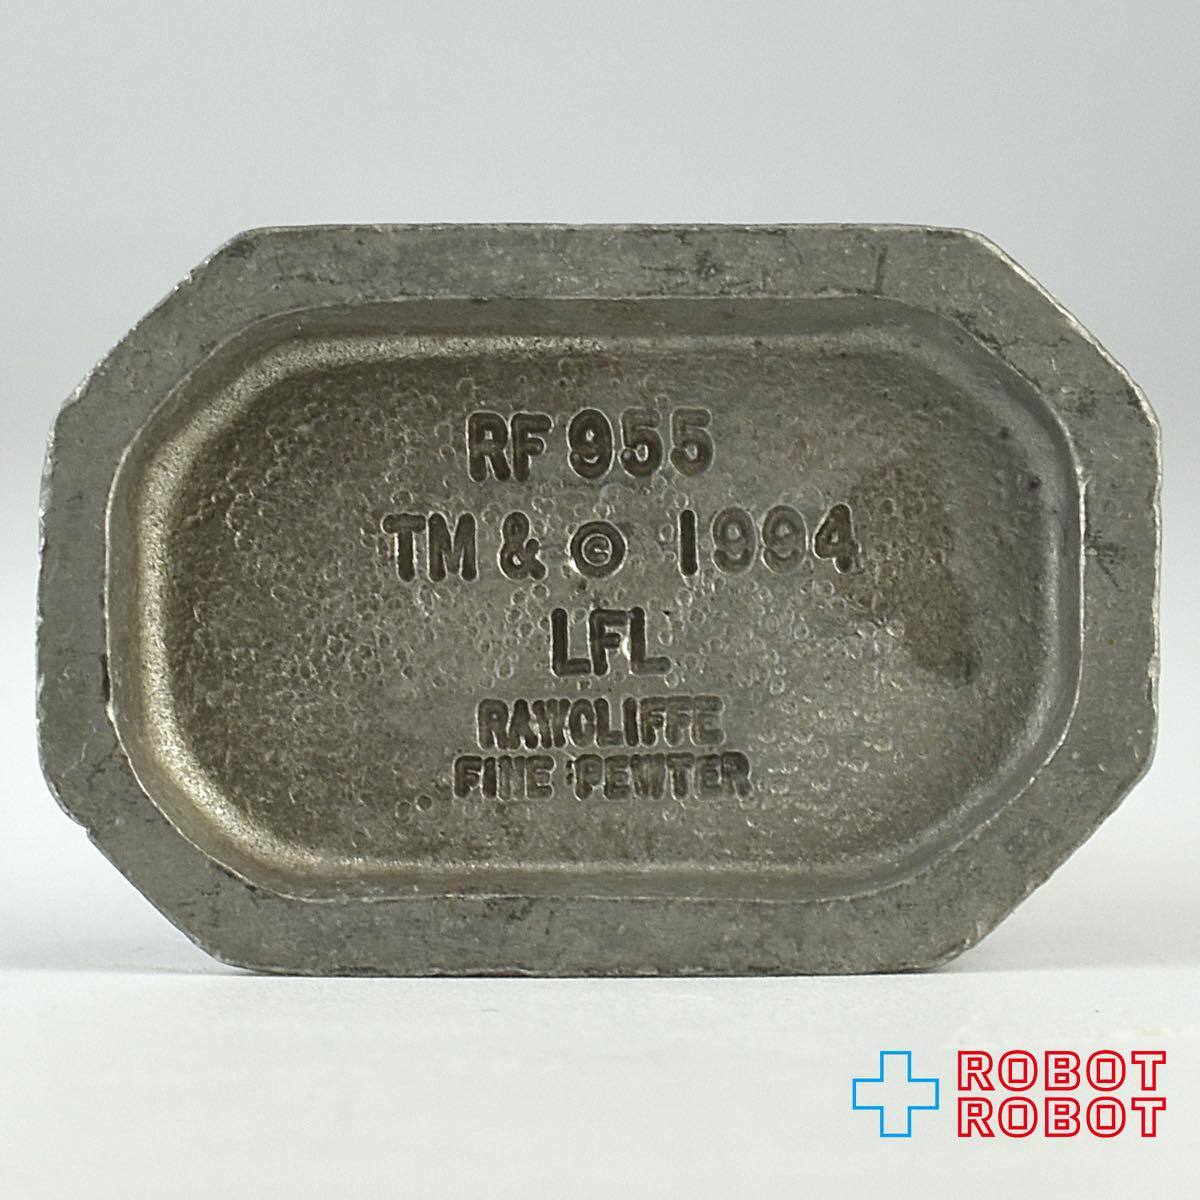 RF 955
TM & © 1994
LFL
RAWCLIFFE
FINE PEWTER
ROBOT
ROBOT